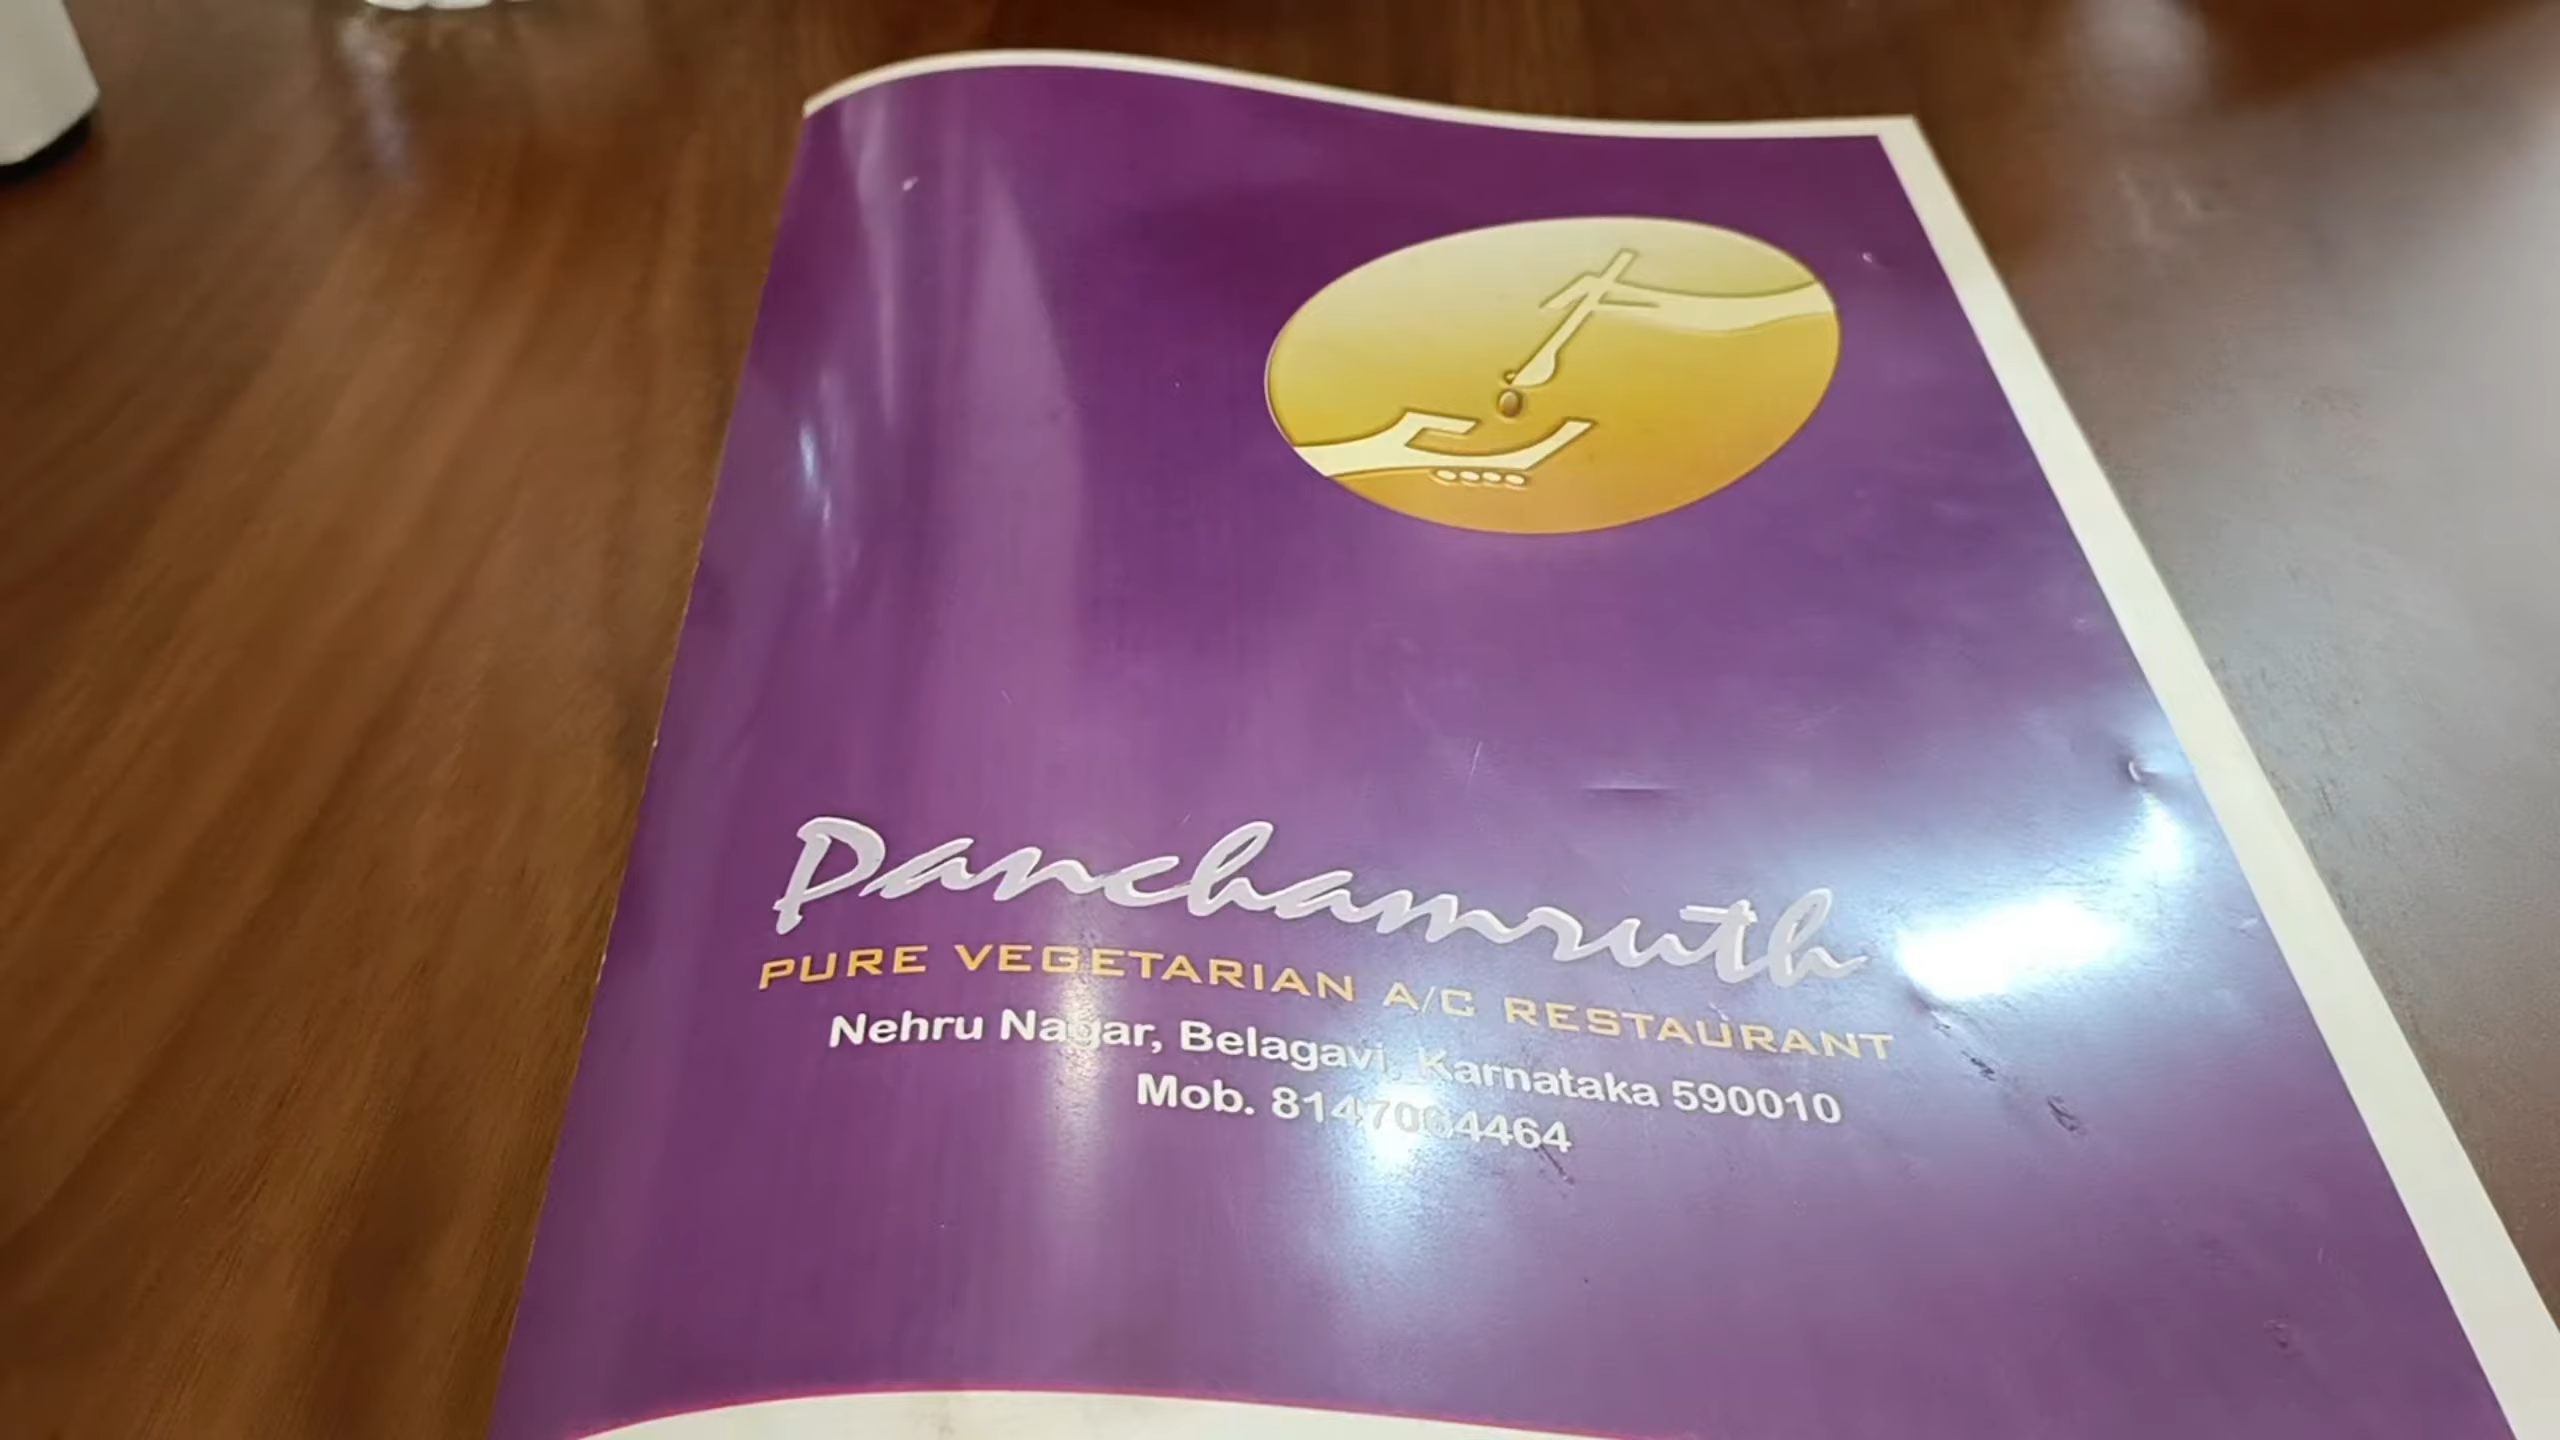 Panchamruth
PURE VEGETARIAN A/C RESTAURANT
Nehru Nagar, Belagavi, Karnataka 590010
Mob. 8147064464